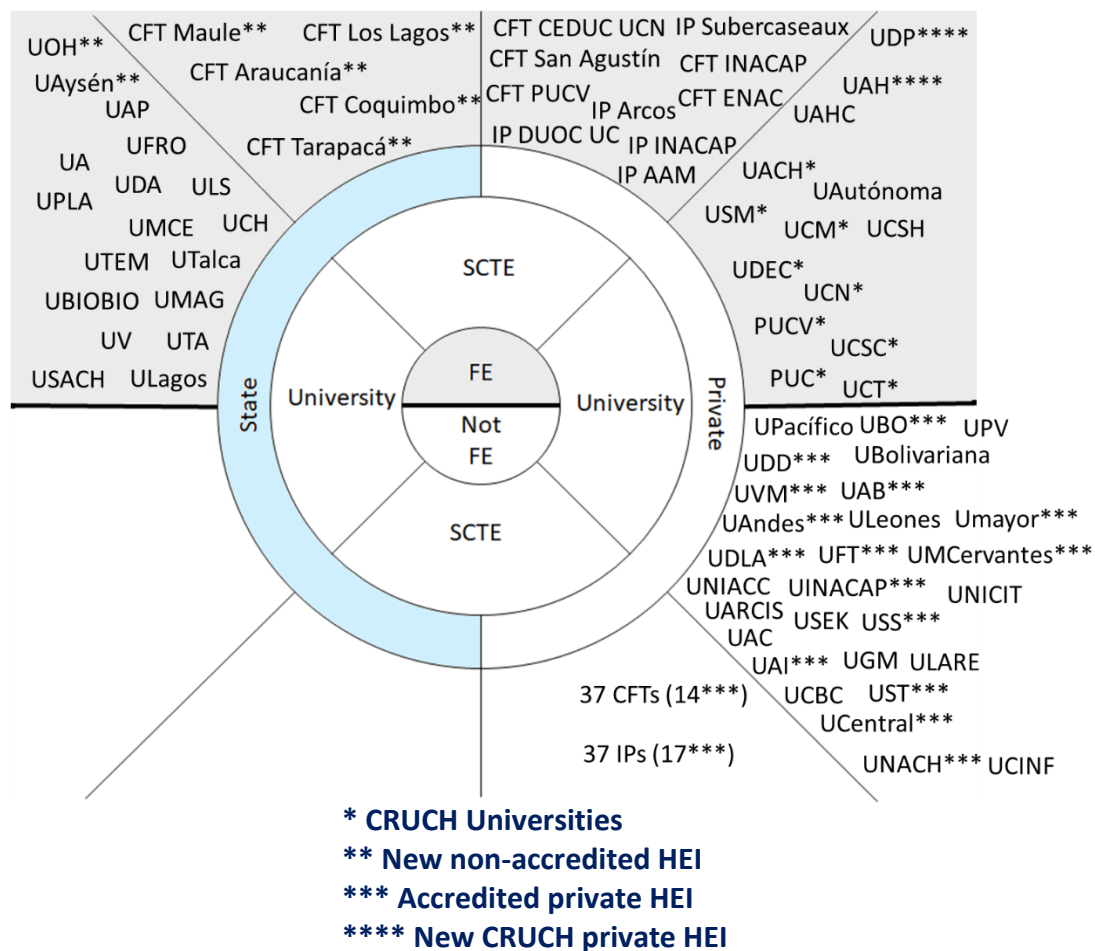 UOH**
UAysén**
UAP
UFRO
UA
UDA
ULS
UPLA
UMCE
UCH
UTEM
UTalca
UBIOBIO
UMAG
UV
UTA
USACH
ULagos
CFT Maule**
CFT Los Lagos**
CFT Araucanía**
CFT Coquimbo**
CFT Tarapacá**
CFT CEDUC UCN
IP Subercaseaux
CFT San Agustín
CFT INACAP
CFT PUCV
IP Arcos
CFT ENAC
IP DUOC UC
IP INACAP
IP AAM
UDP****
UAH****
UAHC
UACH*
UAutónoma
USM*
UCM*
UCSH
UDEC*
UCN*
PUCV*
UCSC*
PUC*
UCT*
State
University
SCTE
FE
Not
FE
SCTE
University
Private
UPacífico
UBO***
UPV
UDD***
UBolivariana
UVM***
UAB***
UAndes***
ULeones
Umayor***
UDLA***
UFT***
UMCervantes***
UNIACC
UINACAP***
UNICIT
UARCIS
USEK
USS***
UAC
UAI***
UGM
ULARE
UCBC
UST***
UCentral***
UNACH***
UCINF
37 CFTs (14***)
37 IPs (17***)
* CRUCH Universities
** New non-accredited HEI
*** Accredited private HEI
**** New CRUCH private HEI